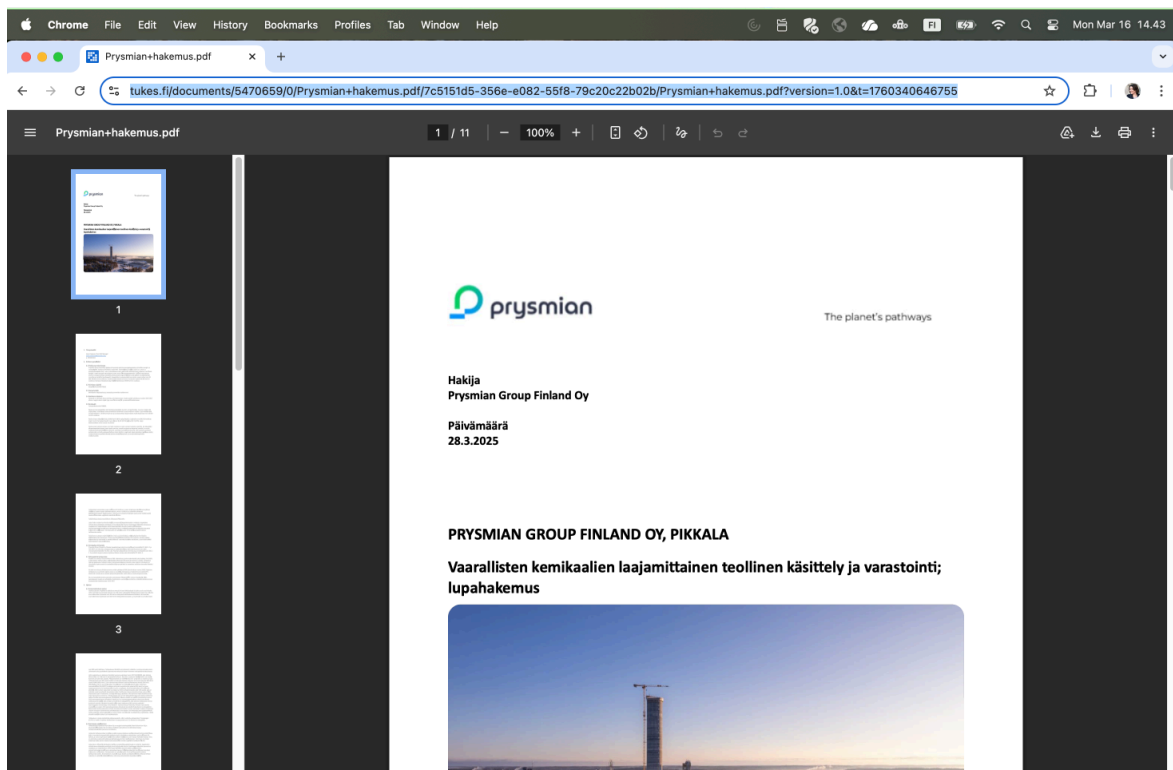 Chrome File Edit View History Bookmarks Profiles Tab Window Help
FI
Mon Mar 16 14.43
Prysmian+hakemus.pdf
tukes.fi/documents/5470659/0/Prysmian+hakemus.pdf/7c5151d5-356e-e082-55f8-79c20c22b02b/Prysmian+hakemus.pdf?version=1.0&t=1760340646755
Prysmian+hakemus.pdf
1 / 11
100%
1
2
3
prysmian
The planet's pathways
Hakija
Prysmian Group Finland Oy
Päivämäärä
28.3.2025
PRYSMIAN GROUP FINLAND OY, PIKKALA
Vaarallisten kemikaalien laajamittainen teollinen käsittely ja varastointi;
lupahakemus